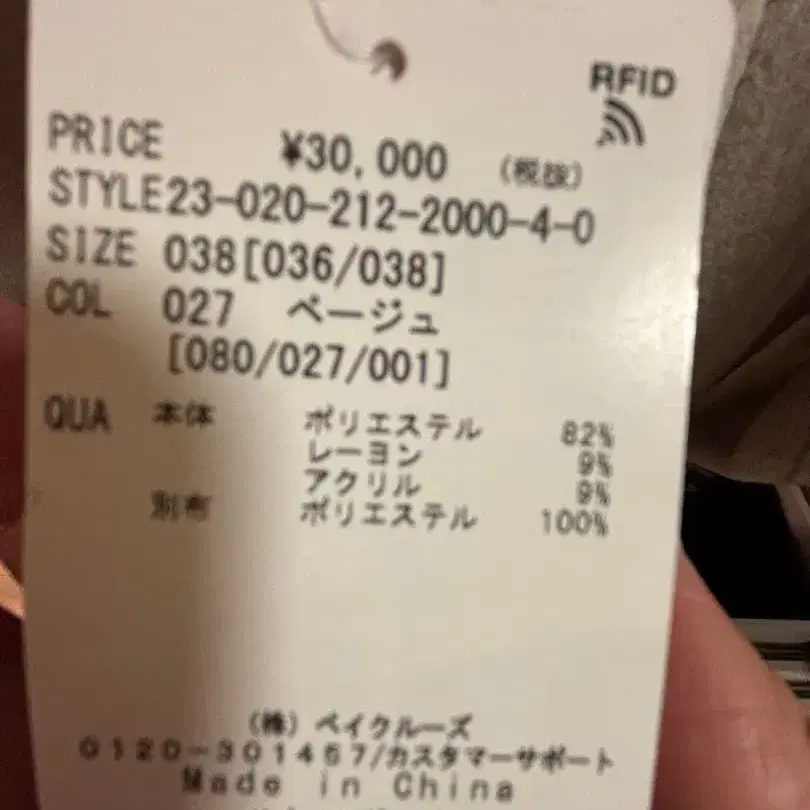 RFID
PRICE ¥30,000 (税抜)
STYLE23-020-212-2000-4-0
SIZE 038[036/038]
COL 027 ベージュ
[080/027/001]
QUA 本体 ポリエステル 82%
レーヨン 9%
アクリル 9%
別布 ポリエステル 100%
(株) ベイクルーズ
0120-301457/カスタマーサポート
Made in China